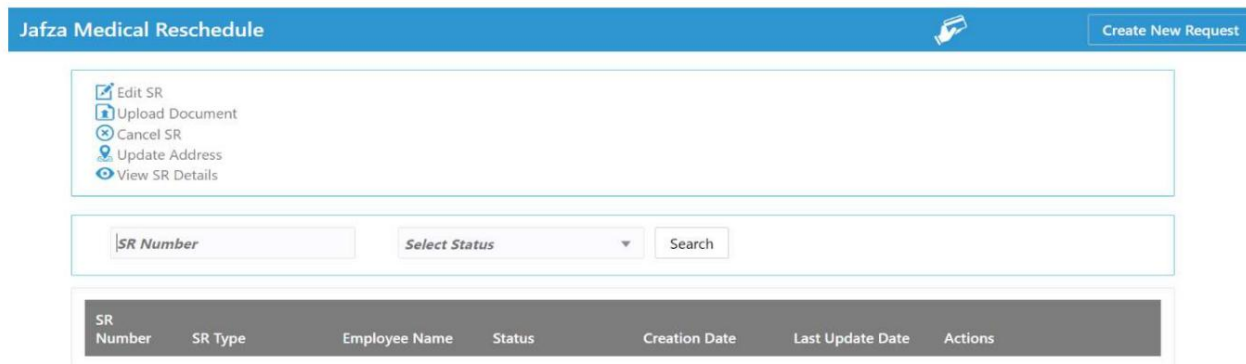 Jafza Medical Reschedule
Create New Request
Edit SR
Upload Document
Cancel SR
Update Address
View SR Details
SR Number
Select Status
Search
SR Number
SR Type
Employee Name
Status
Creation Date
Last Update Date
Actions